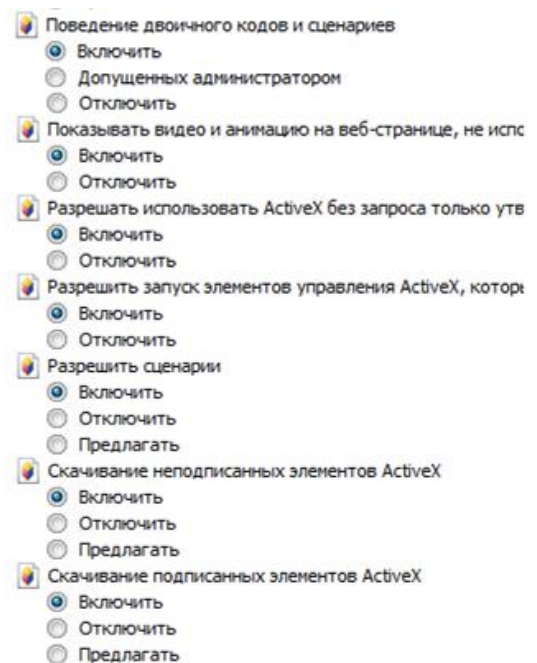 Поведение двоичного кодов и сценариев
Включить
Допущенных администратором
Отключить
Показывать видео и анимацию на веб-странице, не испо
Включить
Отключить
Разрешать использовать ActiveX без запроса только утв
Включить
Отключить
Разрешить запуск элементов управления ActiveX, которы
Включить
Отключить
Разрешить сценарии
Включить
Отключить
Предлагать
Скачивание неподписанных элементов ActiveX
Включить
Отключить
Предлагать
Скачивание подписанных элементов ActiveX
Включить
Отключить
Предлагать